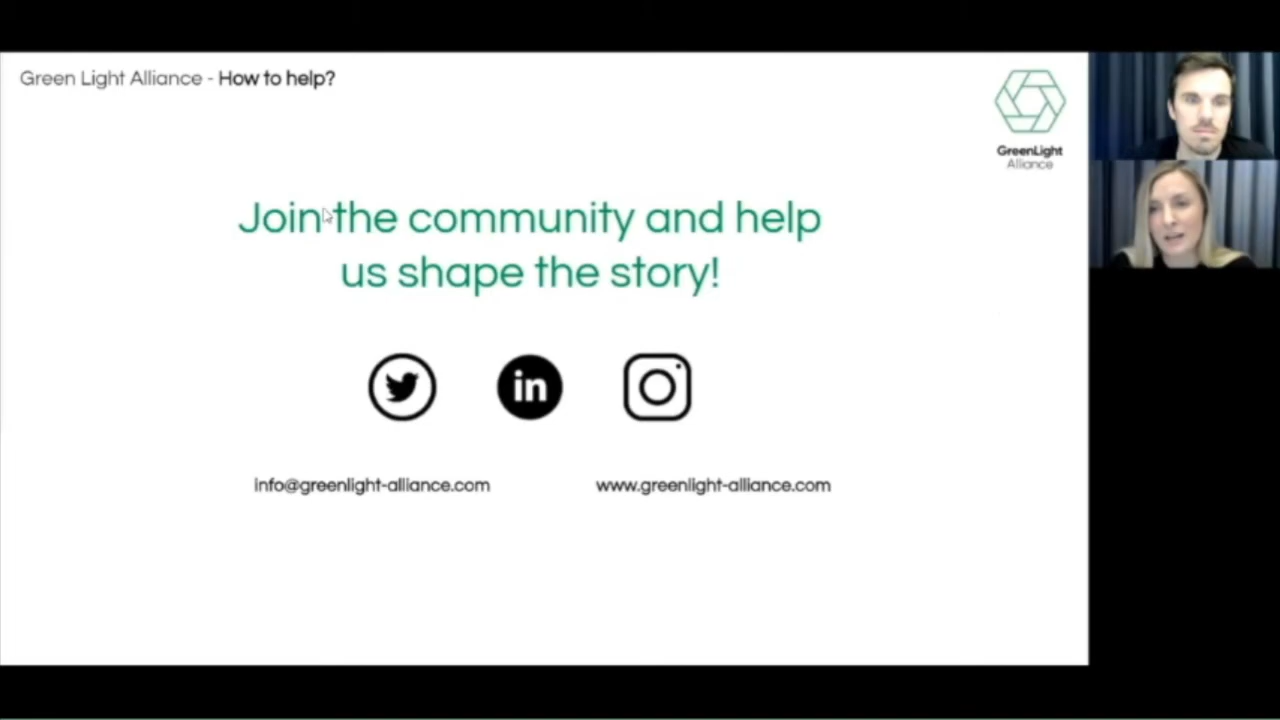 Green Light Alliance - How to help?
GreenLight
Alliance
Join the community and help
us shape the story!
in
info@greenlight-alliance.com
www.greenlight-alliance.com